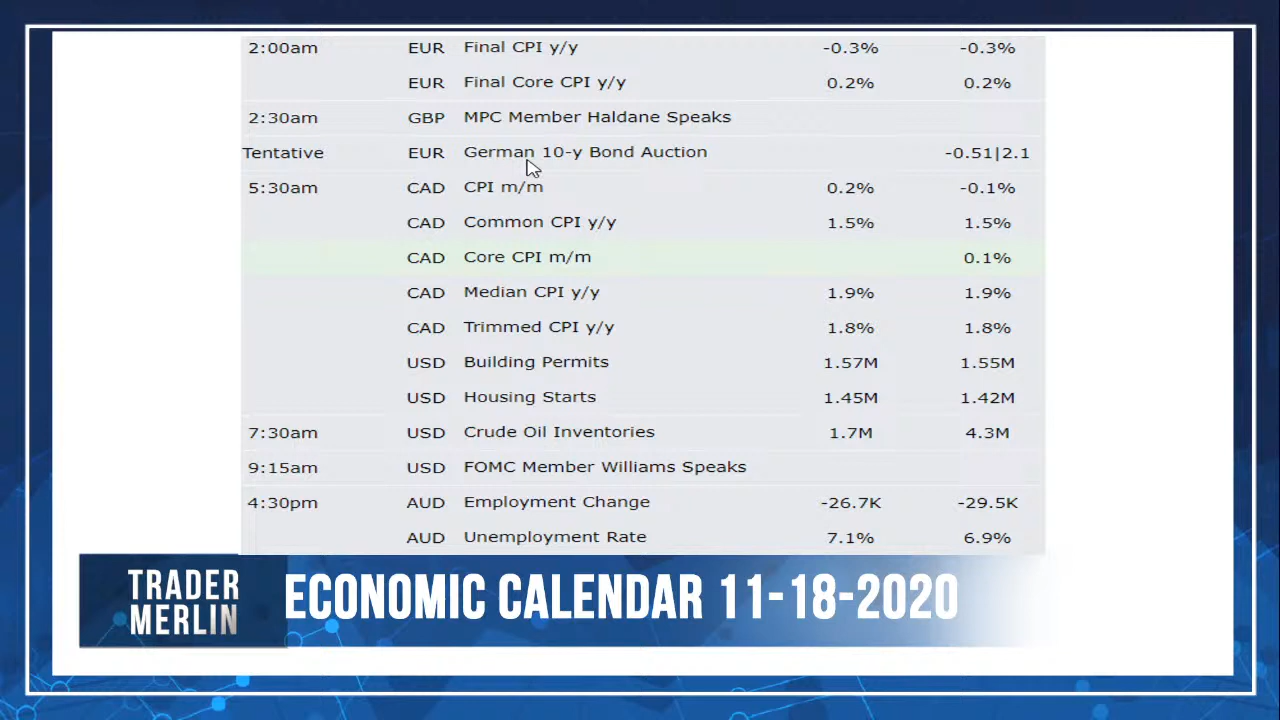 2:00am EUR Final CPI y/y -0.3% -0.3%
EUR Final Core CPI y/y 0.2% 0.2%
2:30am GBP MPC Member Haldane Speaks
Tentative EUR German 10-y Bond Auction -0.51|2.1
5:30am CAD CPI m/m 0.2% -0.1%
CAD Common CPI y/y 1.5% 1.5%
CAD Core CPI m/m 0.1%
CAD Median CPI y/y 1.9% 1.9%
CAD Trimmed CPI y/y 1.8% 1.8%
USD Building Permits 1.57M 1.55M
USD Housing Starts 1.45M 1.42M
7:30am USD Crude Oil Inventories 1.7M 4.3M
9:15am USD FOMC Member Williams Speaks
4:30pm AUD Employment Change -26.7K -29.5K
AUD Unemployment Rate 7.1% 6.9%
TRADER
MERLIN
ECONOMIC CALENDAR 11-18-2020